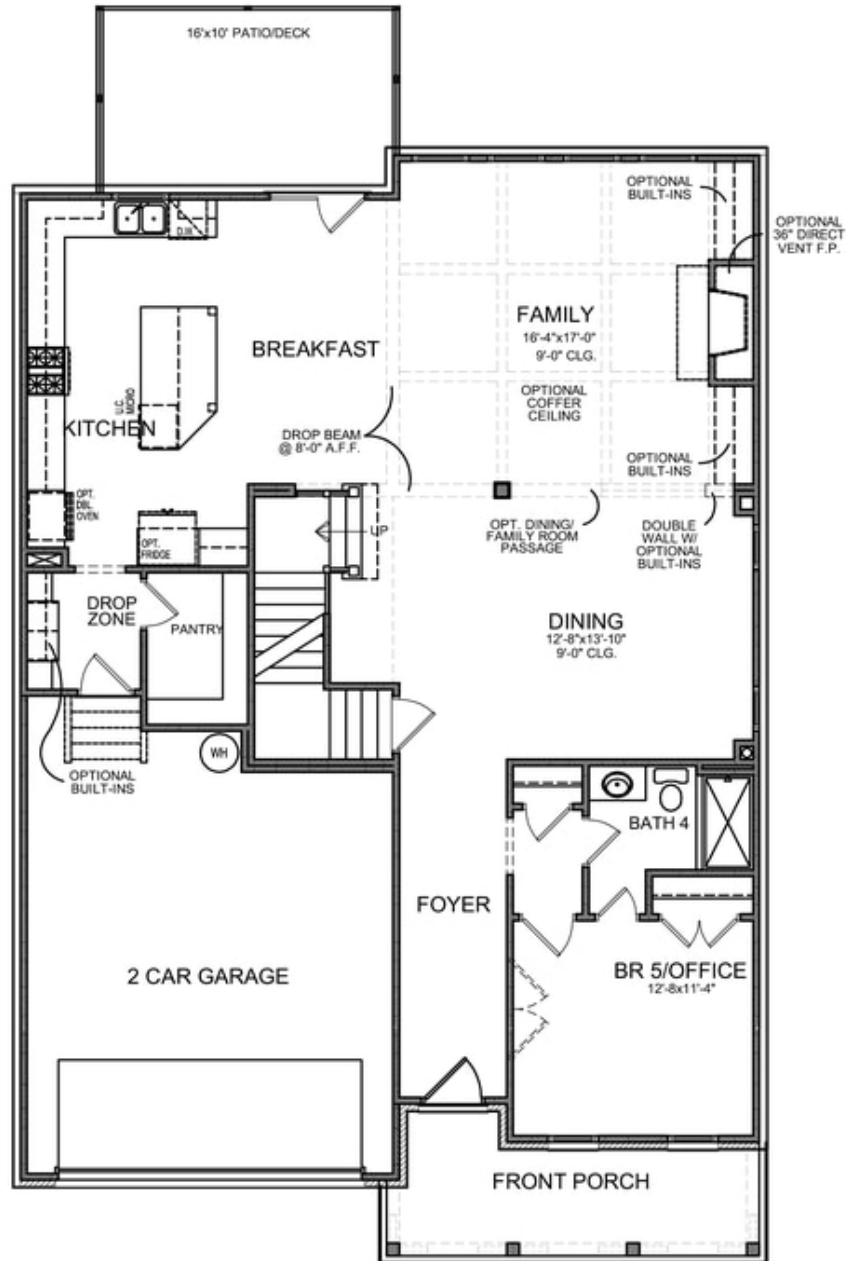 16'x10' PATIO/DECK
OPTIONAL
BUILT-INS
OPTIONAL
36" DIRECT
VENT F.P.
D.W.
FAMILY
16'-4"x17'-0"
9'-0" CLG.
BREAKFAST
OPTIONAL
COFFER
CEILING
U.C.
MICRO
KITCHEN
DROP BEAM
@ 8'-0" A.F.F.
OPTIONAL
BUILT-INS
OPT.
DBL
OVEN
OPT.
FRIDGE
UP
OPT. DINING/
FAMILY ROOM
PASSAGE
DOUBLE
WALL W/
OPTIONAL
BUILT-INS
DROP
ZONE
PANTRY
DINING
12'-8"x13'-10"
9'-0" CLG.
WH
OPTIONAL
BUILT-INS
BATH 4
FOYER
2 CAR GARAGE
BR 5/OFFICE
12'-8x11'-4"
FRONT PORCH